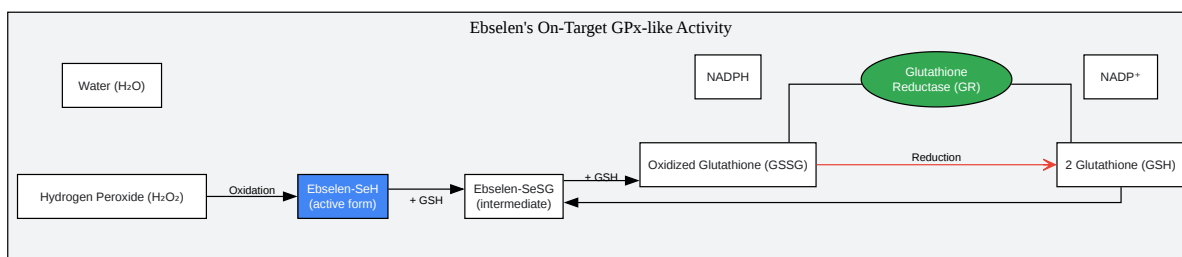 Ebselen's On-Target GPx-like Activity
Water (H₂O)
NADPH
Glutathione
Reductase (GR)
NADP⁺
Oxidized Glutathione (GSSG)
Reduction
2 Glutathione (GSH)
+ GSH
Hydrogen Peroxide (H₂O₂)
Oxidation
Ebselen-SeH
(active form)
+ GSH
Ebselen-SeSG
(intermediate)